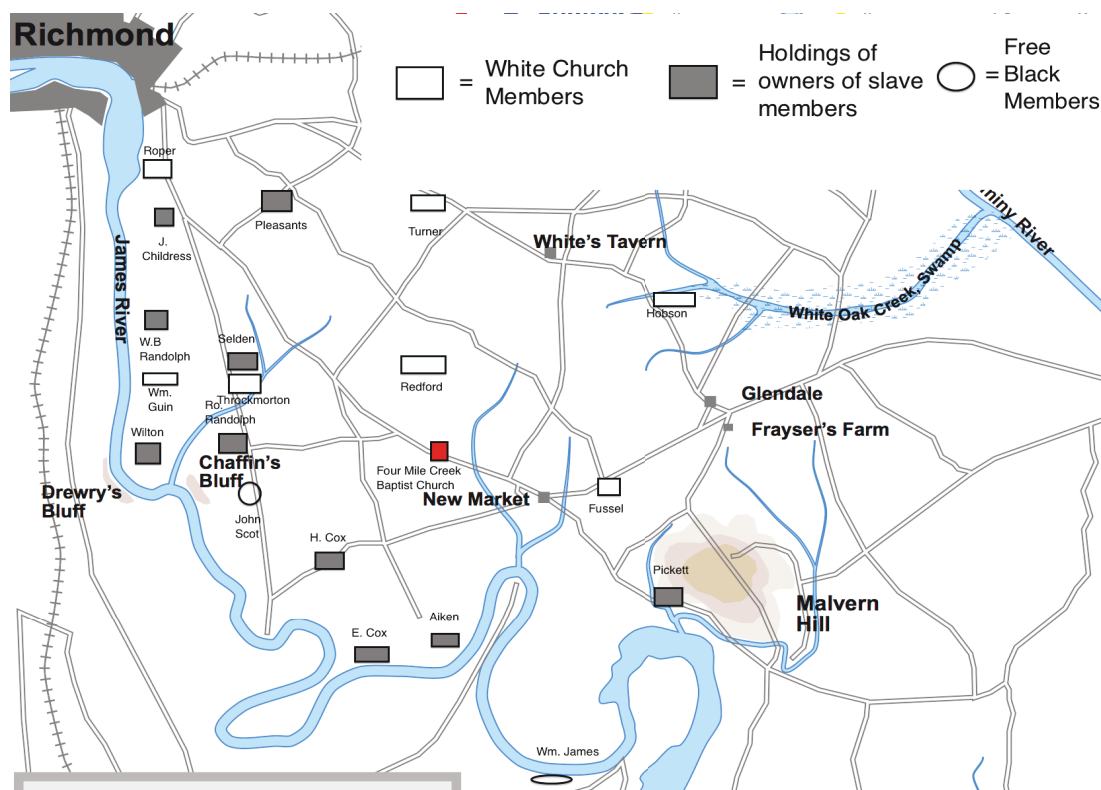 Richmond
= White Church
Members
= Holdings of
owners of slave
members
= Free
Black
Members
Roper
J.
Childress
Pleasants
Turner
White's Tavern
miny River
James River
White Oak Creek, Swamp
Hobson
W.B
Randolph
Selden
Wm.
Guin
Throckmorton
Ro.
Randolph
Redford
Glendale
Frayser's Farm
Wilton
Chaffin's
Bluff
Four Mile Creek
Baptist Church
Drewry's
Bluff
New Market
Fussel
John
Scot
H. Cox
Pickett
Malvern
Hill
Aiken
E. Cox
Wm. James